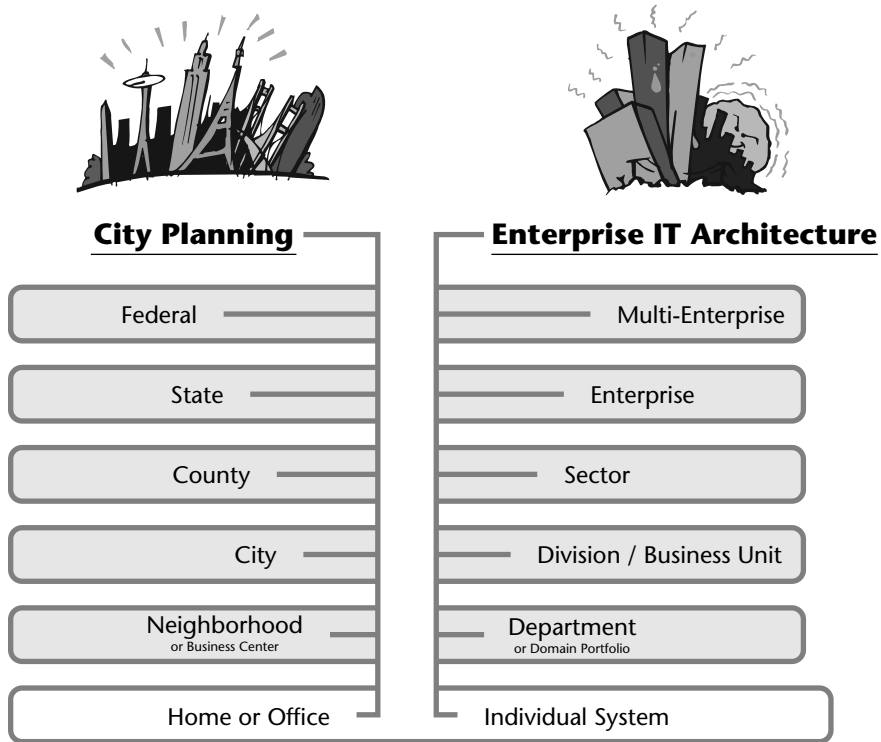 City Planning
Enterprise IT Architecture
Federal
Multi-Enterprise
State
Enterprise
County
Sector
City
Division / Business Unit
Neighborhood
or Business Center
Department
or Domain Portfolio
Home or Office
Individual System